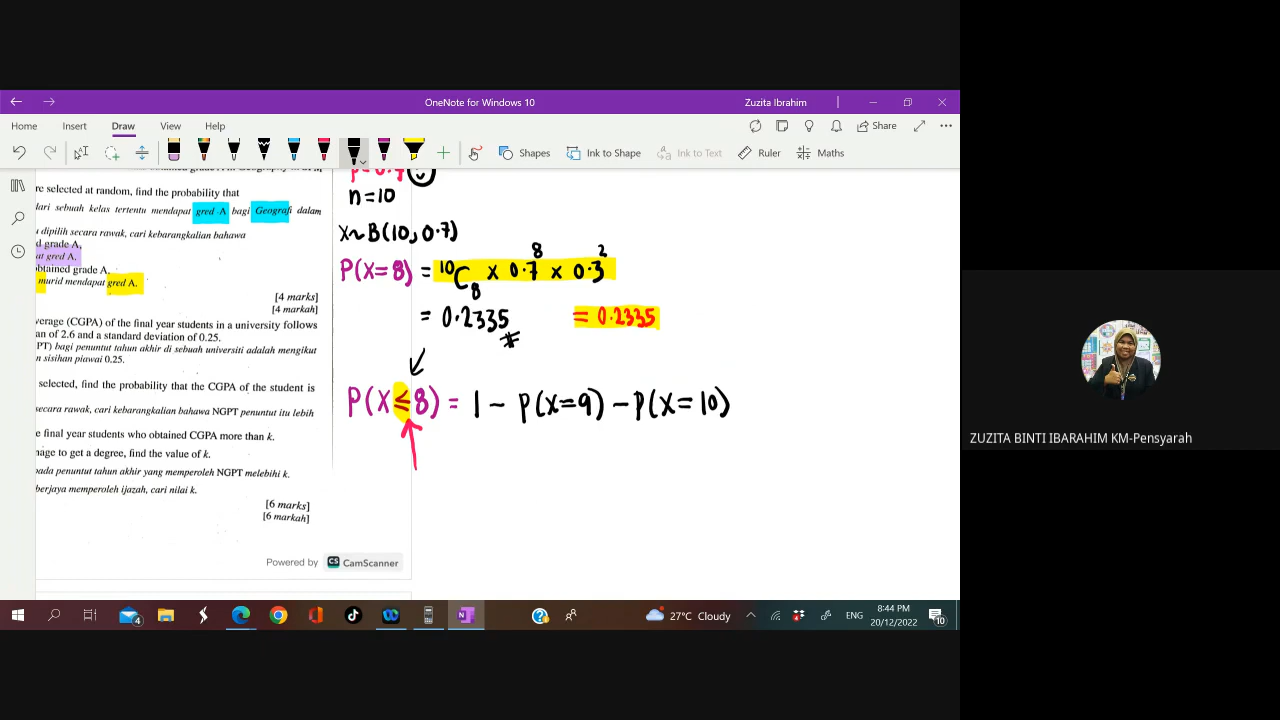 OneNote for Windows 10
Zuzita Ibrahim
Home Insert Draw View Help
Share
Shapes Ink to Shape Ink to Text Ruler Maths
re selected at random, find the probability that
dari sebuah kelas tertentu mendapat gred A bagi Geografi dalam
u dipilih secara rawak, cari kebarangkalian bahawa
d grade A,
at gred A.
obtained grade A.
murid mendapat gred A.
[4 marks]
[4 markah]
verage (CGPA) of the final year students in a university follows
an of 2.6 and a standard deviation of 0.25.
PT) bagi penuntut tahun akhir di sebuah universiti adalah mengikut
n sisihan piawai 0.25.
selected, find the probability that the CGPA of the student is
secara rawak, cari kebarangkalian bahawa NGPT penuntut itu lebih
e final year students who obtained CGPA more than k.
nage to get a degree, find the value of k.
pada penuntut tahun akhir yang memperoleh NGPT melebihi k.
berjaya memperoleh ijazah, cari nilai k.
[6 marks]
[6 markah]
Powered by CS CamScanner
n = 10
X~B(10, 0.7)
P(X=8) = ¹⁰C₈ × 0.7⁸ × 0.3²
= 0.2335 = 0.2335
P(X ≤ 8) = 1 - P(X=9) - P(X=10)
ZUZITA BINTI IBARAHIM KM-Pensyarah
4
27°C Cloudy
ENG
8:44 PM
20/12/2022
10